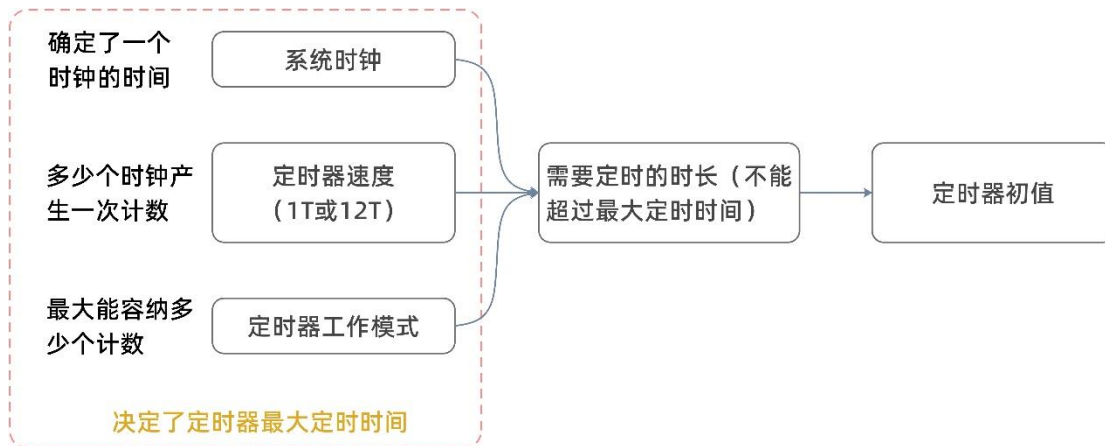 确定了一个
时钟的时间
系统时钟
多少个时钟产
生一次计数
定时器速度
（1T或12T）
需要定时的时长（不能
超过最大定时时间）
定时器初值
最大能容纳多
少个计数
定时器工作模式
决定了定时器最大定时时间